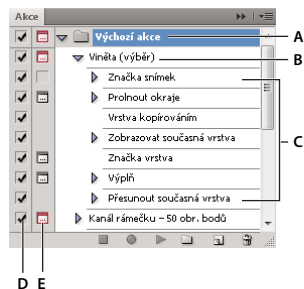 Akce
Výchozí akce
A
Viněta (výběr)
B
Značka snímek
Prolnout okraje
Vrstva kopírováním
C
Zobrazovat současná vrstva
Značka vrstva
Výplň
Přesunout současná vrstva
Kanál rámečku – 50 obr. bodů
D E